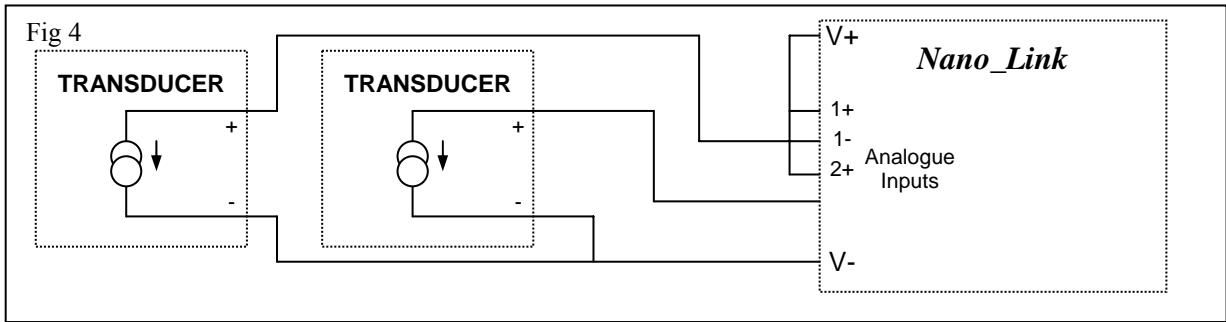 Fig 4
TRANSDUCER
+
-
TRANSDUCER
+
-
Nano_Link
V+
1+
1-
2+
Analogue
Inputs
V-